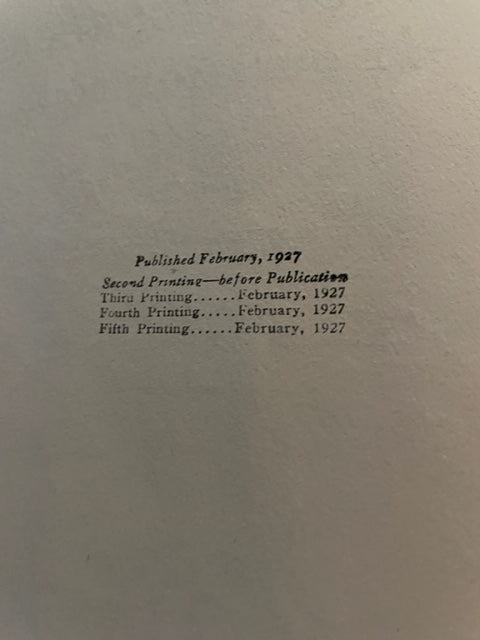 Published February, 1927
Second Printing—before Publication
Third Printing......February, 1927
Fourth Printing.....February, 1927
Fifth Printing......February, 1927